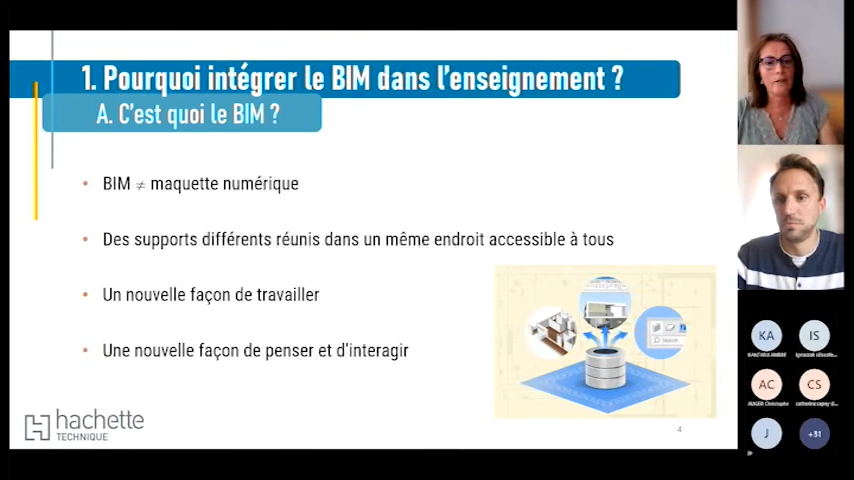 1. Pourquoi intégrer le BIM dans l'enseignement ?
A. C'est quoi le BIM ?
• BIM ≠ maquette numérique
• Des supports différents réunis dans un même endroit accessible à tous
• Un nouvelle façon de travailler
• Une nouvelle façon de penser et d'interagir
hachette
TECHNIQUE
4
KA
IS
AC
CS
AUGER Christophe
J
+31